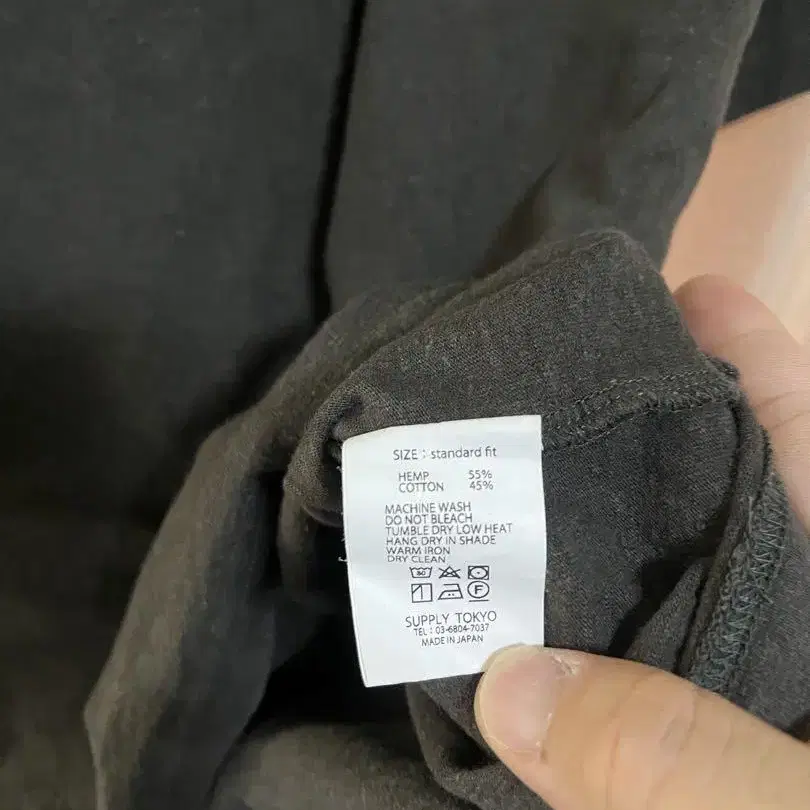 SIZE : standard fit
HEMP 55%
COTTON 45%
MACHINE WASH
DO NOT BLEACH
TUMBLE DRY LOW HEAT
HANG DRY IN SHADE
WARM IRON
DRY CLEAN
30
F
SUPPLY TOKYO
TEL : 03-6804-7037
MADE IN JAPAN